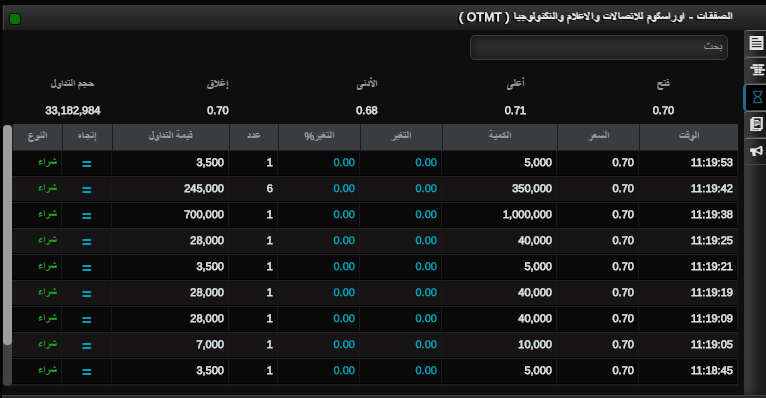 الصفقات - اوراسكوم للاتصالات والاعلام والتكنولوجيا ( OTMT )
بحث
فتح أعلى الأدنى إغلاق حجم التداول
0.70 0.71 0.68 0.70 33,182,984
الوقت السعر الكمية التغير التغير% عدد قيمة التداول إتجاه النوع
11:19:53 0.70 5,000 0.00 0.00 1 3,500 = شراء
11:19:42 0.70 350,000 0.00 0.00 6 245,000 = شراء
11:19:38 0.70 1,000,000 0.00 0.00 1 700,000 = شراء
11:19:25 0.70 40,000 0.00 0.00 1 28,000 = شراء
11:19:21 0.70 5,000 0.00 0.00 1 3,500 = شراء
11:19:19 0.70 40,000 0.00 0.00 1 28,000 = شراء
11:19:09 0.70 40,000 0.00 0.00 1 28,000 = شراء
11:19:05 0.70 10,000 0.00 0.00 1 7,000 = شراء
11:18:45 0.70 5,000 0.00 0.00 1 3,500 = شراء